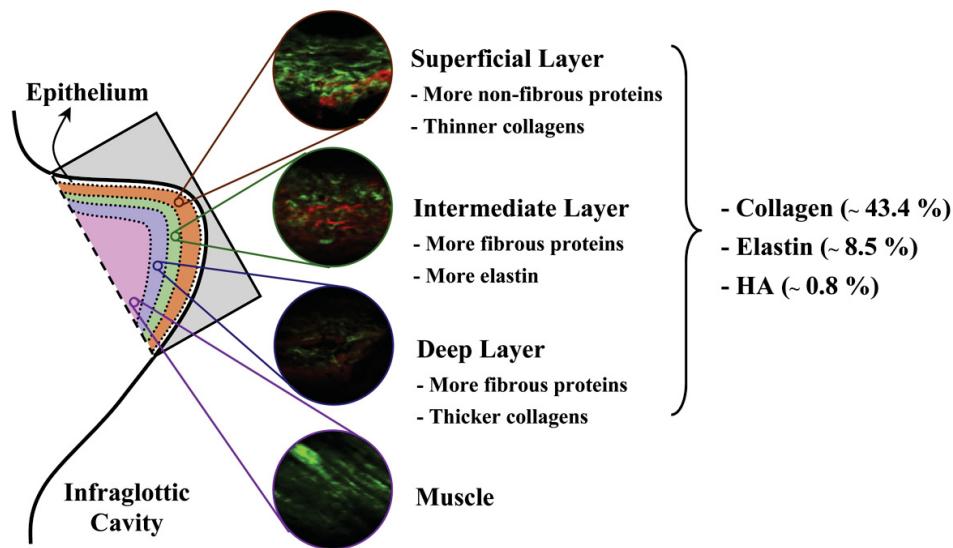 Epithelium
Superficial Layer
- More non-fibrous proteins
- Thinner collagens
Intermediate Layer
- More fibrous proteins
- More elastin
Deep Layer
- More fibrous proteins
- Thicker collagens
Muscle
Infraglottic
Cavity
- Collagen (~ 43.4 %)
- Elastin (~ 8.5 %)
- HA (~ 0.8 %)